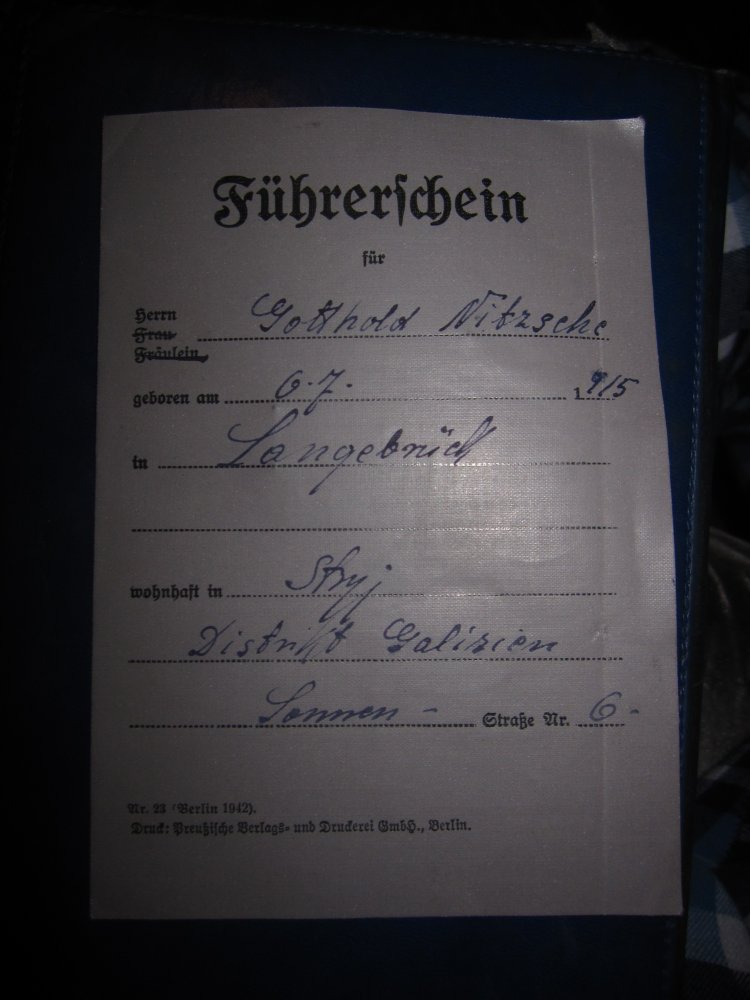 Führerschein
für
Herrn
Frau
Fräulein
Gotthold Nitzsche
geboren am 6.7. 1915
in Langebrück
wohnhaft in Stryj
Distrikt Galizien
Sonnen- Straße Nr. 6-
Nr. 23 (Berlin 1942).
Druck: Preußische Verlags- und Druckerei GmbH., Berlin.